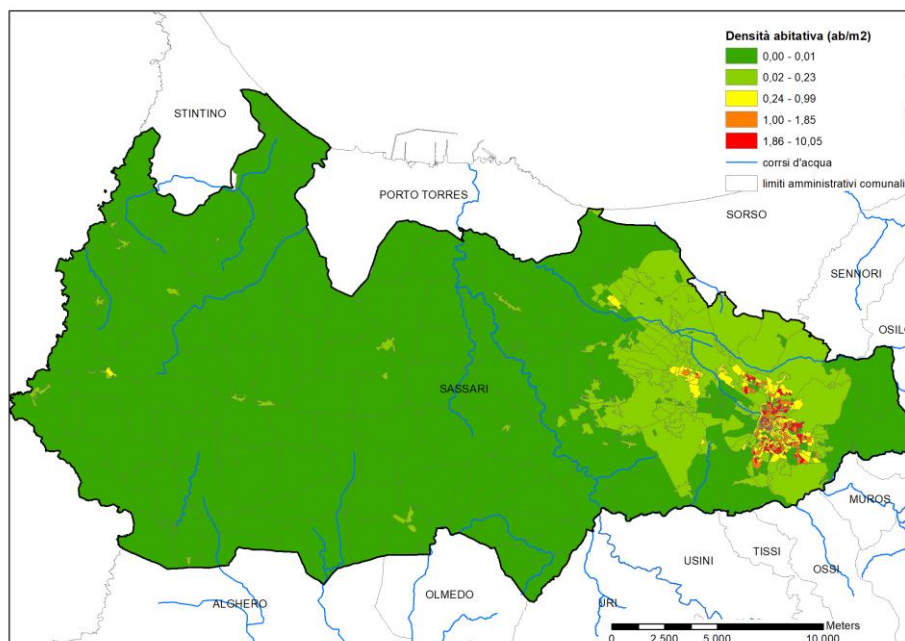 Densità abitativa (ab/m2)
0,00 - 0,01
0,02 - 0,23
0,24 - 0,99
1,00 - 1,85
1,86 - 10,05
corrsi d'acqua
limiti amministrativi comunali
STINTINO
PORTO TORRES
SORSO
SENNORI
OSILO
SASSARI
MUROS
USINI
TISSI
OSSI
ALGHERO
OLMEDO
URI
Meters
0 2.500 5.000 10.000